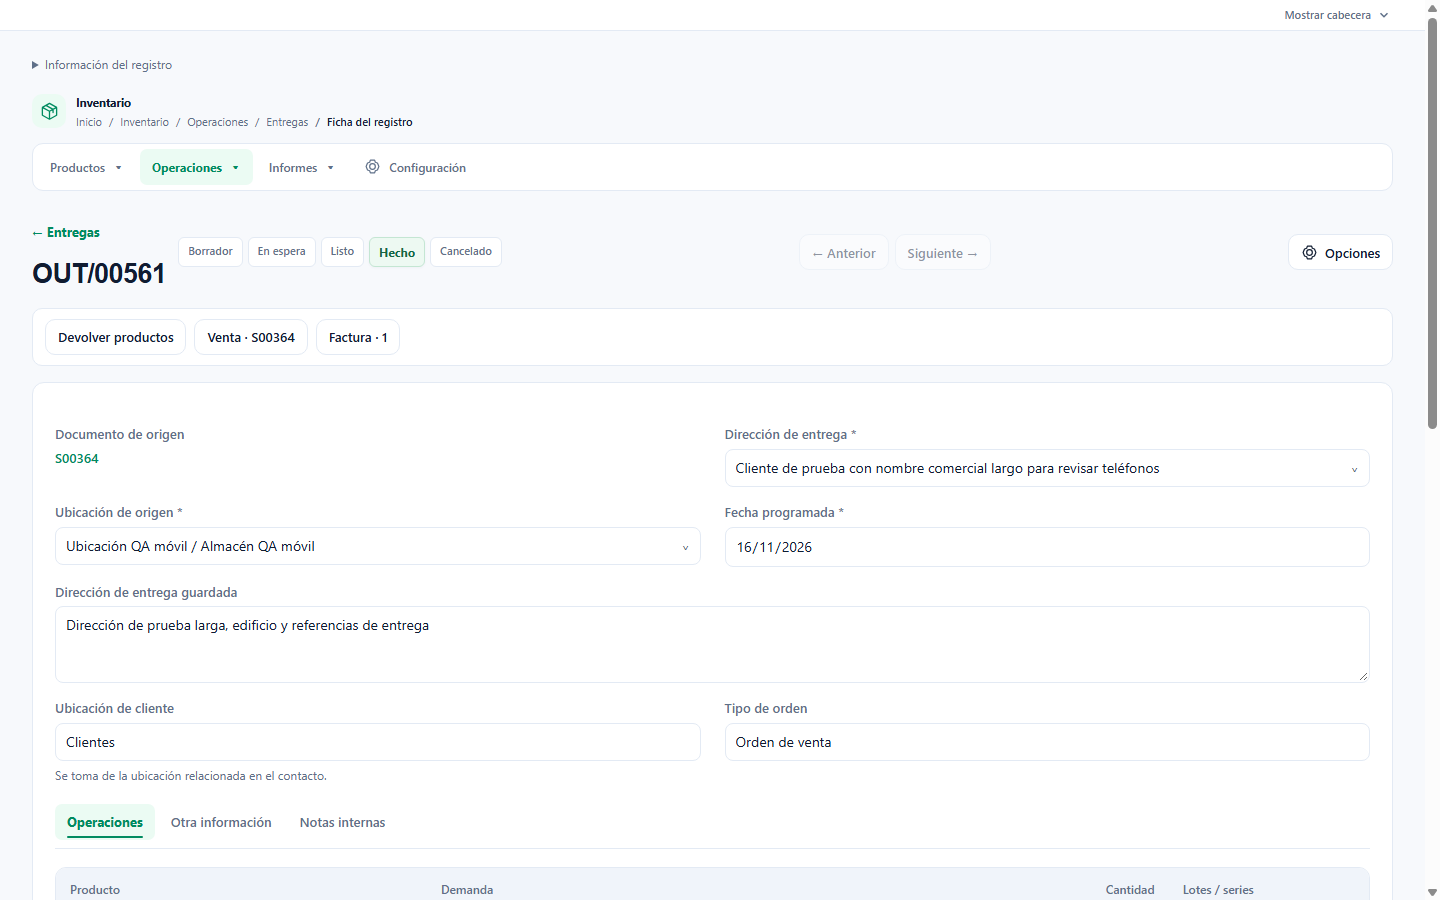 Mostrar cabecera
Información del registro
Inventario
Inicio / Inventario / Operaciones / Entregas / Ficha del registro
Productos Operaciones Informes Configuración
← Entregas
OUT/00561
Borrador En espera Listo Hecho Cancelado
← Anterior Siguiente →
Opciones
Devolver productos Venta · S00364 Factura · 1
Documento de origen
S00364
Dirección de entrega *
Cliente de prueba con nombre comercial largo para revisar teléfonos
Ubicación de origen *
Ubicación QA móvil / Almacén QA móvil
Fecha programada *
16/11/2026
Dirección de entrega guardada
Dirección de prueba larga, edificio y referencias de entrega
Ubicación de cliente
Clientes
Se toma de la ubicación relacionada en el contacto.
Tipo de orden
Orden de venta
Operaciones Otra información Notas internas
Producto Demanda Cantidad Lotes / series